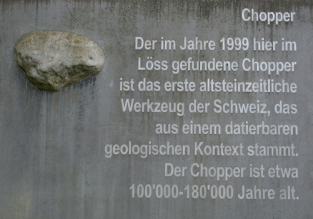 Chopper
Der im Jahre 1999 hier im
Löss gefundene Chopper
ist das erste altsteinzeitliche
Werkzeug der Schweiz, das
aus einem datierbaren
geologischen Kontext stammt.
Der Chopper ist etwa
100'000-180'000 Jahre alt.